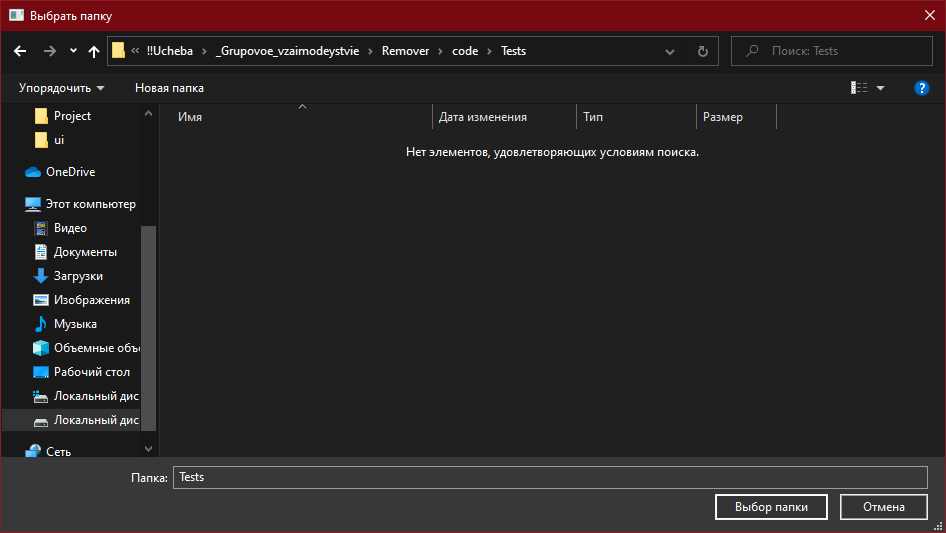 Выбрать папку
« !!Ucheba › _Grupovoe_vzaimodeystvie › Remover › code › Tests
Поиск: Tests
Упорядочить
Новая папка
?
Project
ui
OneDrive
Этот компьютер
Видео
Документы
Загрузки
Изображения
Музыка
Объемные объ
Рабочий стол
Локальный дис
Локальный дис
Сеть
Имя
Дата изменения
Тип
Размер
Нет элементов, удовлетворяющих условиям поиска.
Папка:
Tests
Выбор папки
Отмена